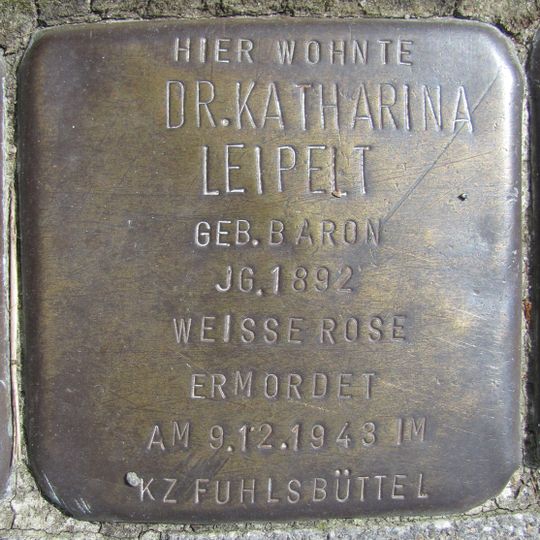 HIER WOHNTE
DR. KATHARINA
LEIPELT
GEB. BARON
JG. 1892
WEISSE ROSE
ERMORDET
AM 9.12.1943 IM
KZ FUHLSBÜTTEL